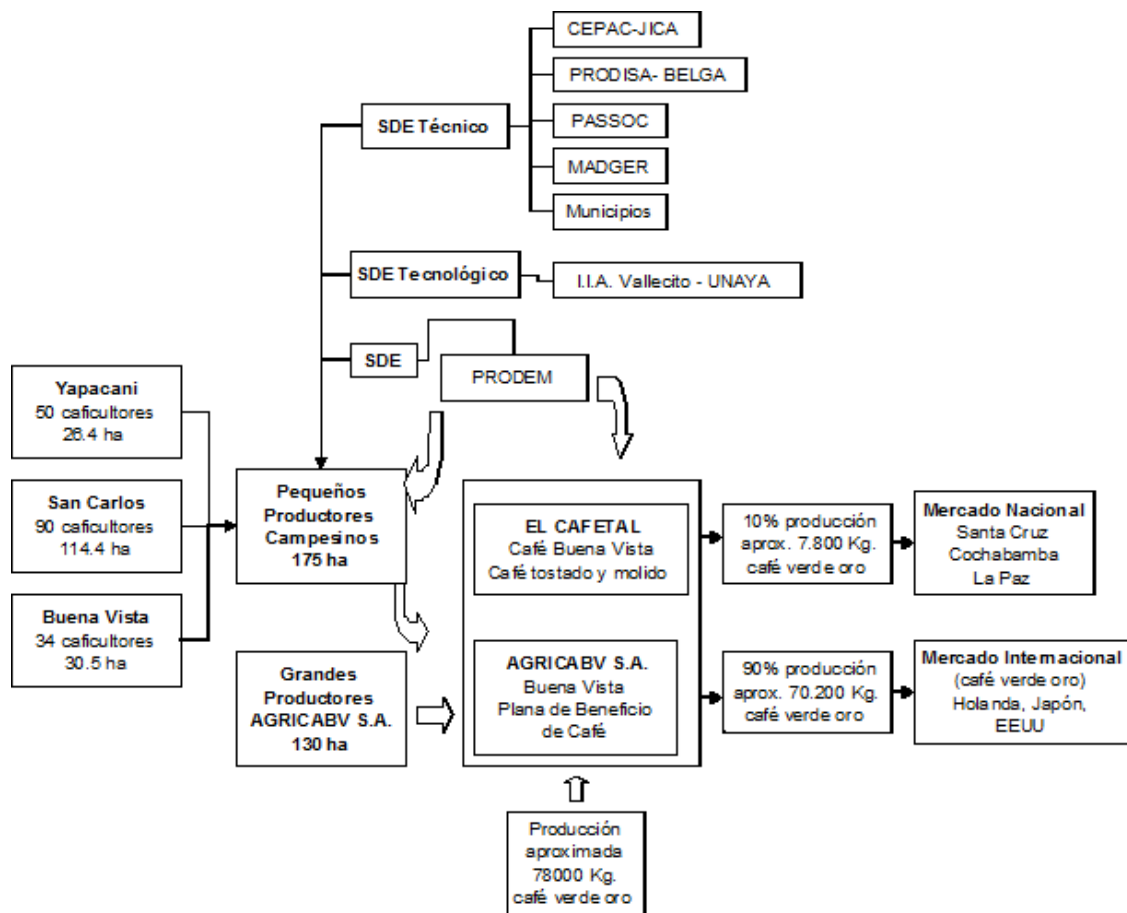 CEPAC-JICA
PRODISA- BELGA
SDE Técnico
PASSOC
MADGER
Municipios
SDE Tecnológico
I.I.A. Vallecito - UNAYA
SDE
PRODEM
Yapacani
50 caficultores
26.4 ha
San Carlos
90 caficultores
114.4 ha
Buena Vista
34 caficultores
30.5 ha
Pequeños
Productores
Campesinos
175 ha
Grandes
Productores
AGRICABV S.A.
130 ha
EL CAFETAL
Café Buena Vista
Café tostado y molido
AGRICABV S.A.
Buena Vista
Plana de Beneficio
de Café
Producción
aproximada
78000 Kg.
café verde oro
10% producción
aprox. 7.800 Kg.
café verde oro
90% producción
aprox. 70.200 Kg.
café verde oro
Mercado Nacional
Santa Cruz
Cochabamba
La Paz
Mercado Internacional
(café verde oro)
Holanda, Japón,
EEUU